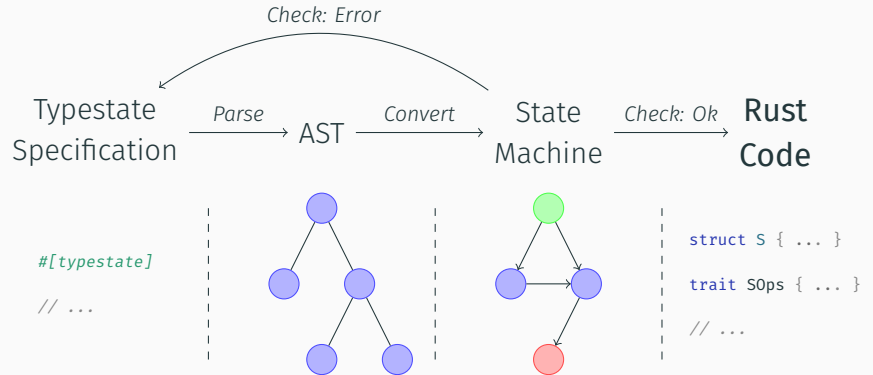 Check: Error
Typestate
Specification
Parse
AST
Convert
State
Machine
Check: Ok
Rust
Code
#[typestate]
// ...
struct S { ... }
trait SOps { ... }
// ...